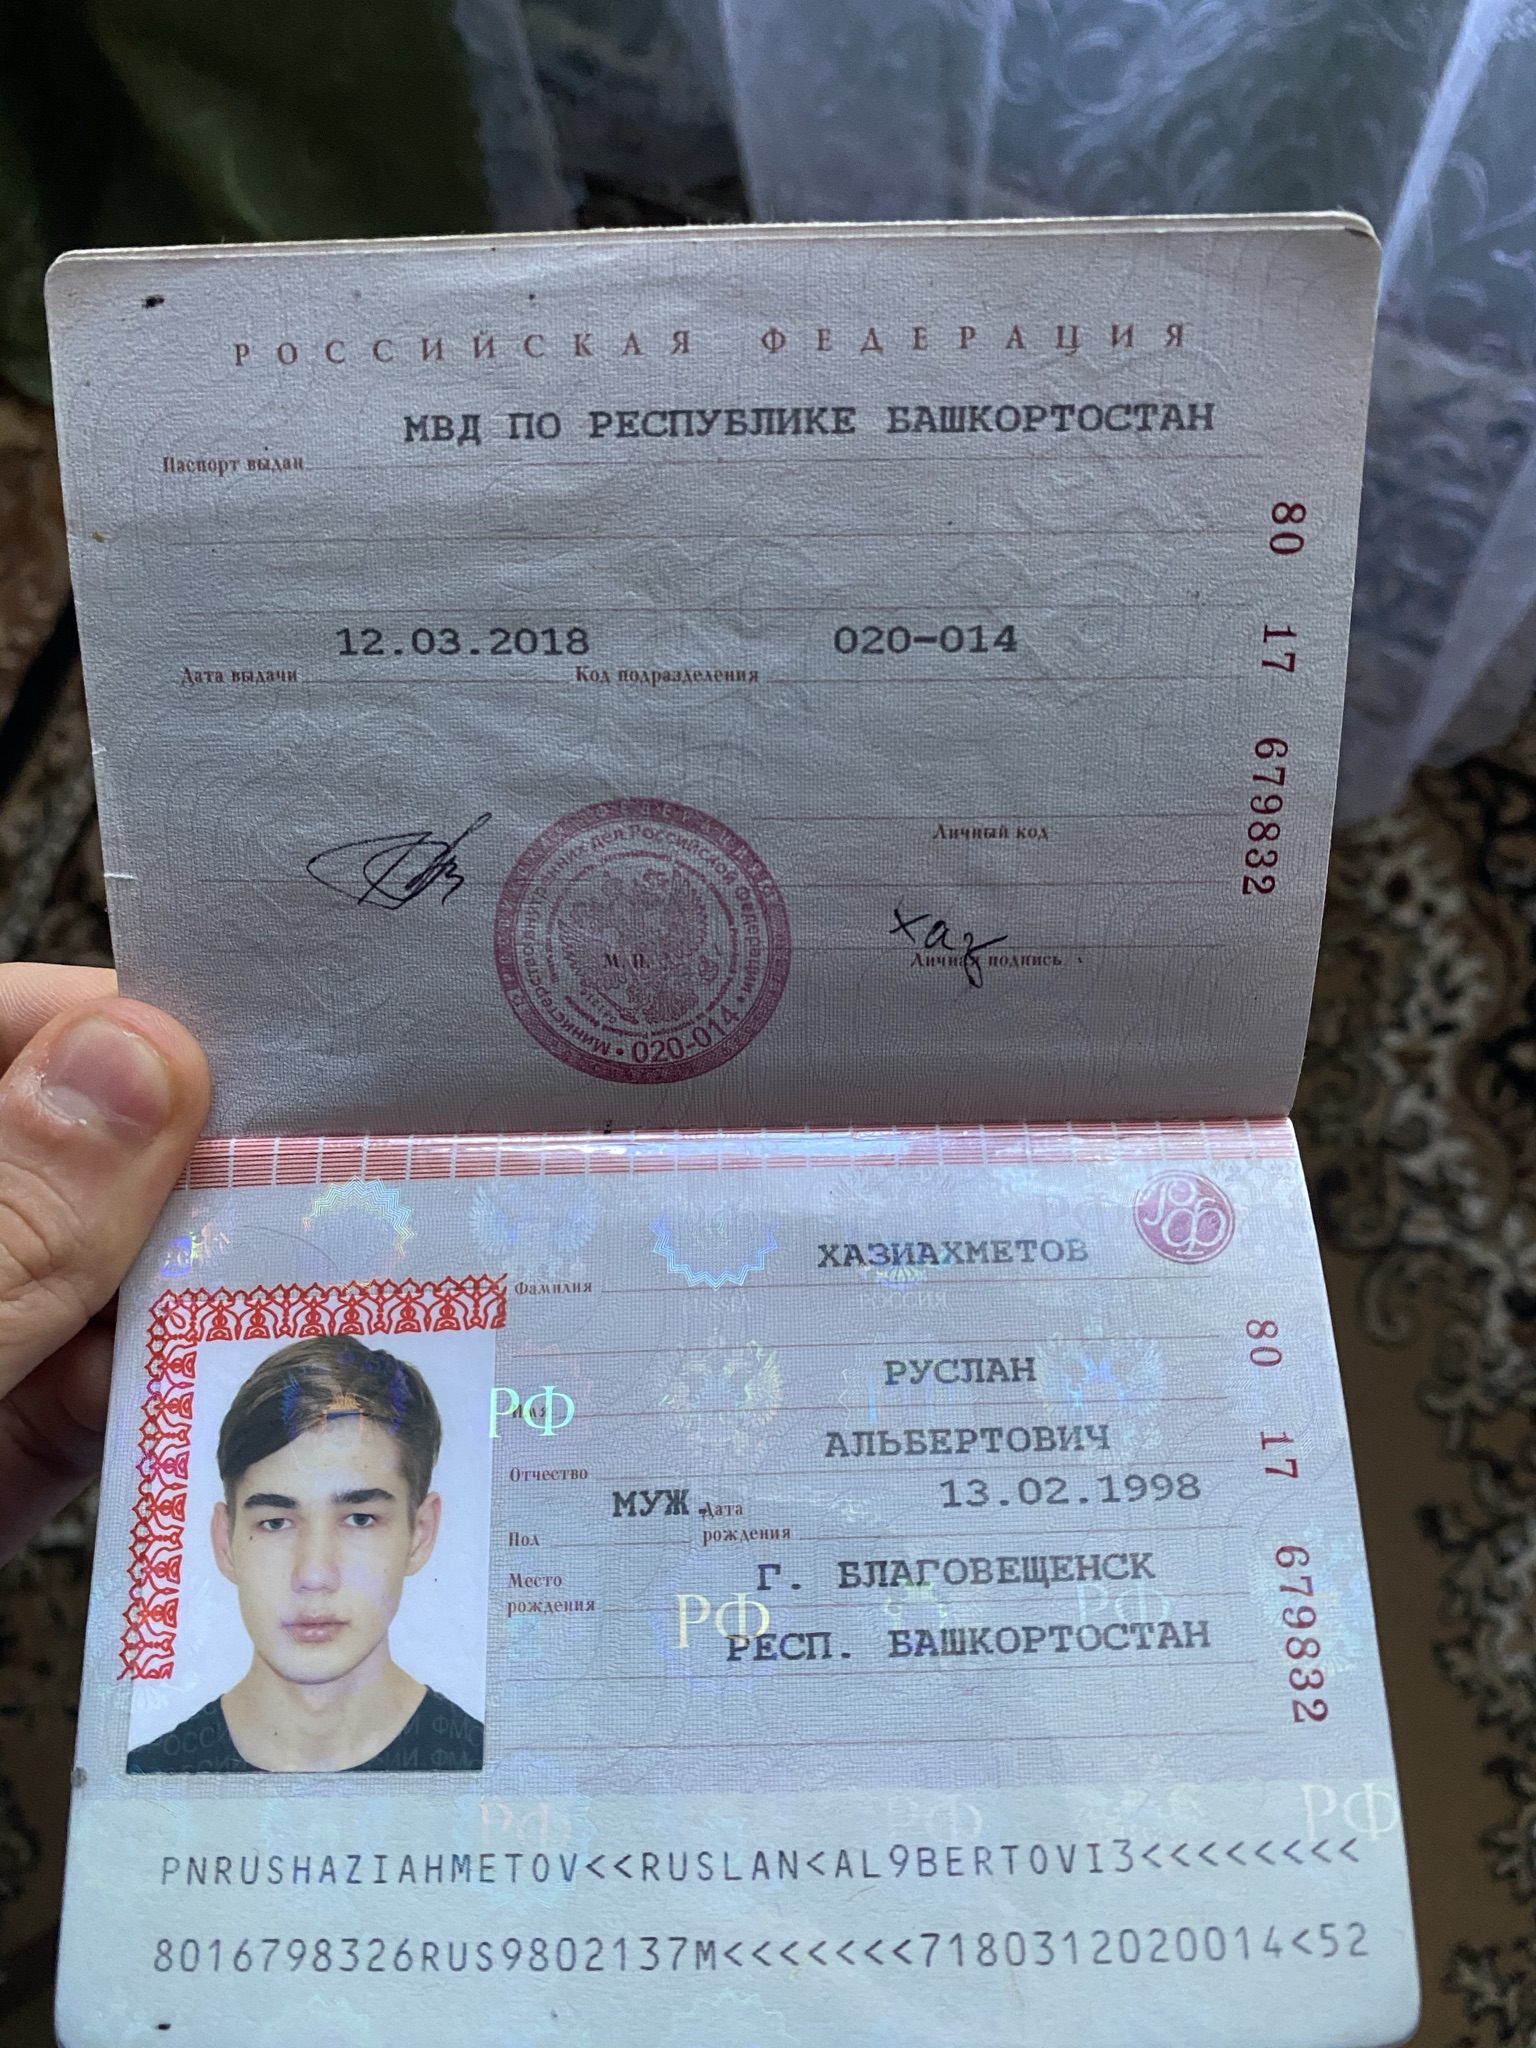 РОССИЙСКАЯ ФЕДЕРАЦИЯ
МВД ПО РЕСПУБЛИКЕ БАШКОРТОСТАН
Паспорт выдан
12.03.2018 020-014
Дата выдачи Код подразделения
80 17 679832
Личный код
Хаз
Личная подпись
М. П.
Министерство внутренних дел Российской Федерации • 020-014 •
ХАЗИАХМЕТОВ
Фамилия
РУСЛАН
Имя
АЛЬБЕРТОВИЧ
Отчество
МУЖ. 13.02.1998
Пол Дата рождения
Место рождения
Г. БЛАГОВЕЩЕНСК
РЕСП. БАШКОРТОСТАН
80 17 679832
РФ
РФ
РФ
РФ
PNRUSHAZIAHMETOV<<RUSLAN<AL9BERTOVI3<<<<<<<<<
8016798326RUS9802137M<<<<<<<7180312020014<52